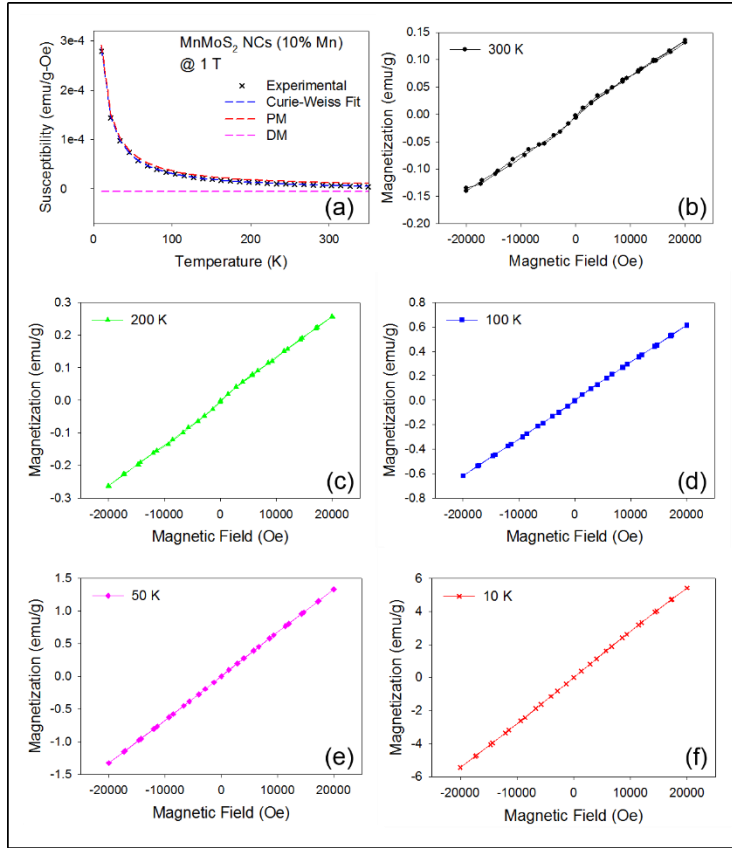 MnMoS₂ NCs (10% Mn)
@ 1 T
Experimental
Curie-Weiss Fit
PM
DM
3e-4
2e-4
1e-4
0
Susceptibility (emu/g-Oe)
0 100 200 300
Temperature (K)
(a)
300 K
0.15
0.10
0.05
0.00
-0.05
-0.10
-0.15
-0.20
Magnetization (emu/g)
-20000 -10000 0 10000 20000
Magnetic Field (Oe)
(b)
200 K
0.3
0.2
0.1
0.0
-0.1
-0.2
-0.3
Magnetization (emu/g)
-20000 -10000 0 10000 20000
Magnetic Field (Oe)
(c)
100 K
0.8
0.6
0.4
0.2
0.0
-0.2
-0.4
-0.6
-0.8
Magnetization (emu/g)
-20000 -10000 0 10000 20000
Magnetic Field (Oe)
(d)
50 K
1.5
1.0
0.5
0.0
-0.5
-1.0
-1.5
Magnetization (emu/g)
-20000 -10000 0 10000 20000
Magnetic Field (Oe)
(e)
10 K
6
4
2
0
-2
-4
-6
Magnetization (emu/g)
-20000 -10000 0 10000 20000
Magnetic Field (Oe)
(f)